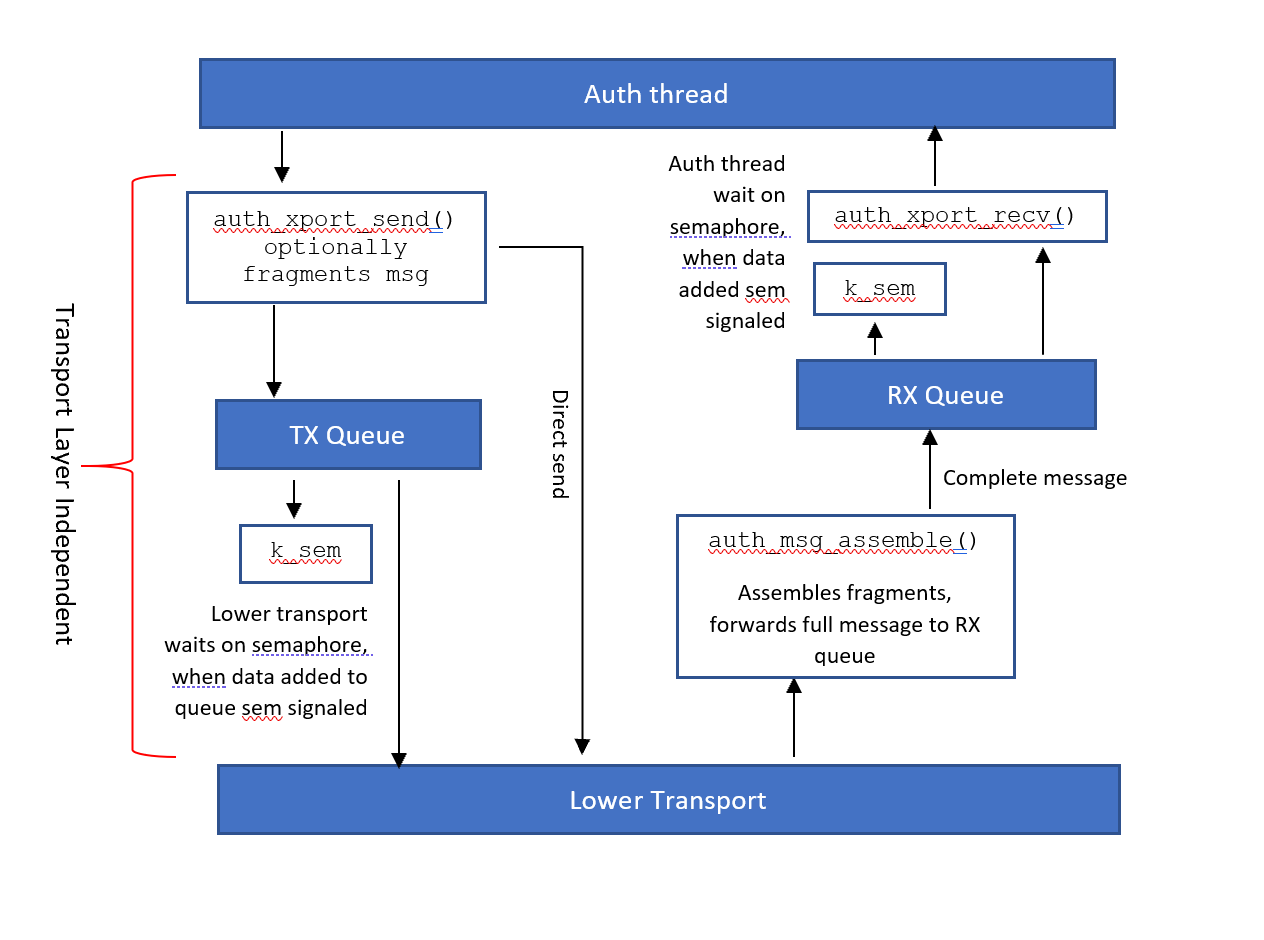 Auth thread
auth_xport_send()
optionally
fragments msg
TX Queue
k_sem
Lower transport
waits on semaphore,
when data added to
queue sem signaled
Transport Layer Independent
Direct send
Auth thread
wait on
semaphore,
when data
added sem
signaled
auth_xport_recv()
k_sem
RX Queue
Complete message
auth_msg_assemble()
Assembles fragments,
forwards full message to RX
queue
Lower Transport